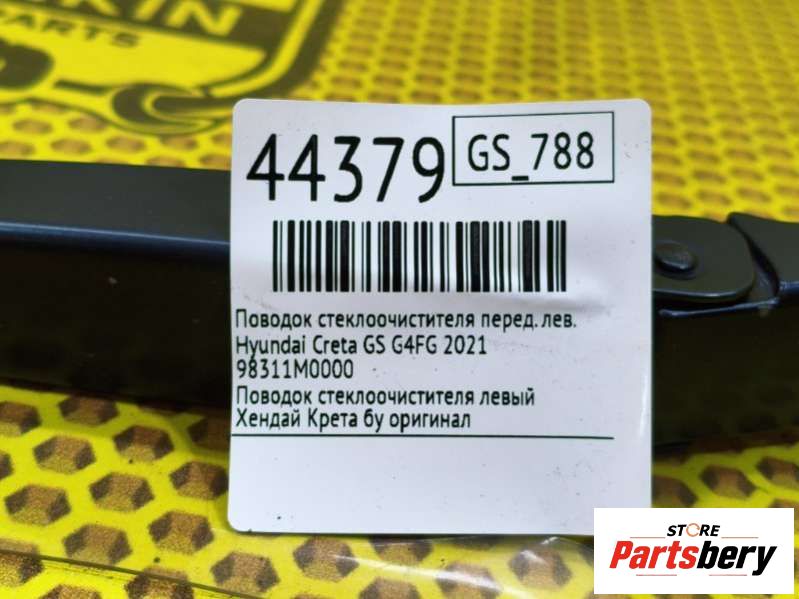 PARTS
44379
GS_788
Поводок стеклоочистителя перед. лев.
Hyundai Creta GS G4FG 2021
98311M0000
Поводок стеклоочистителя левый
Хендай Крета бу оригинал
STORE
Partsbery